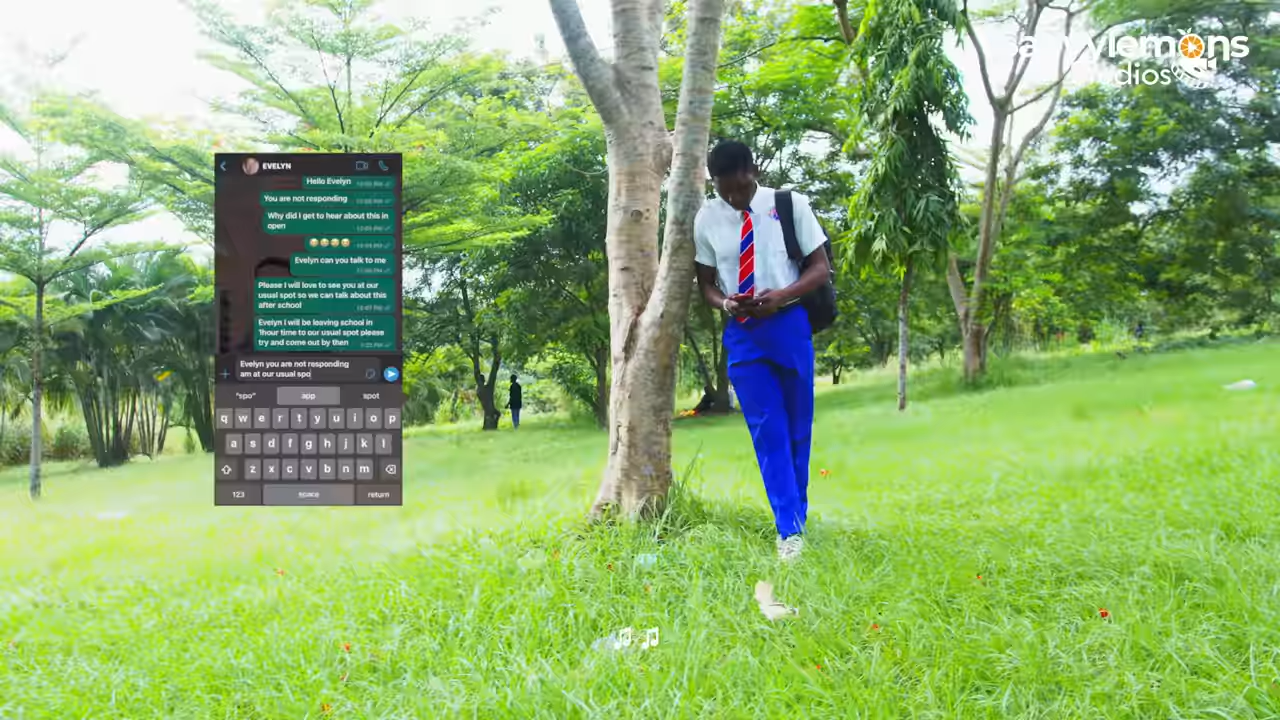 EVELYN
Hello Evelyn
You are not responding
Why did I get to hear about this in
open
Evelyn can you talk to me
Please I will love to see you at our
usual spot so we can talk about this
after school
Evelyn I will be leaving school in
1hour time to our usual spot please
try and come out by then
Evelyn you are not responding
am at our usual spo
"spo" app spot
q w e r t y u i o p
a s d f g h j k l
z x c v b n m
123 space return